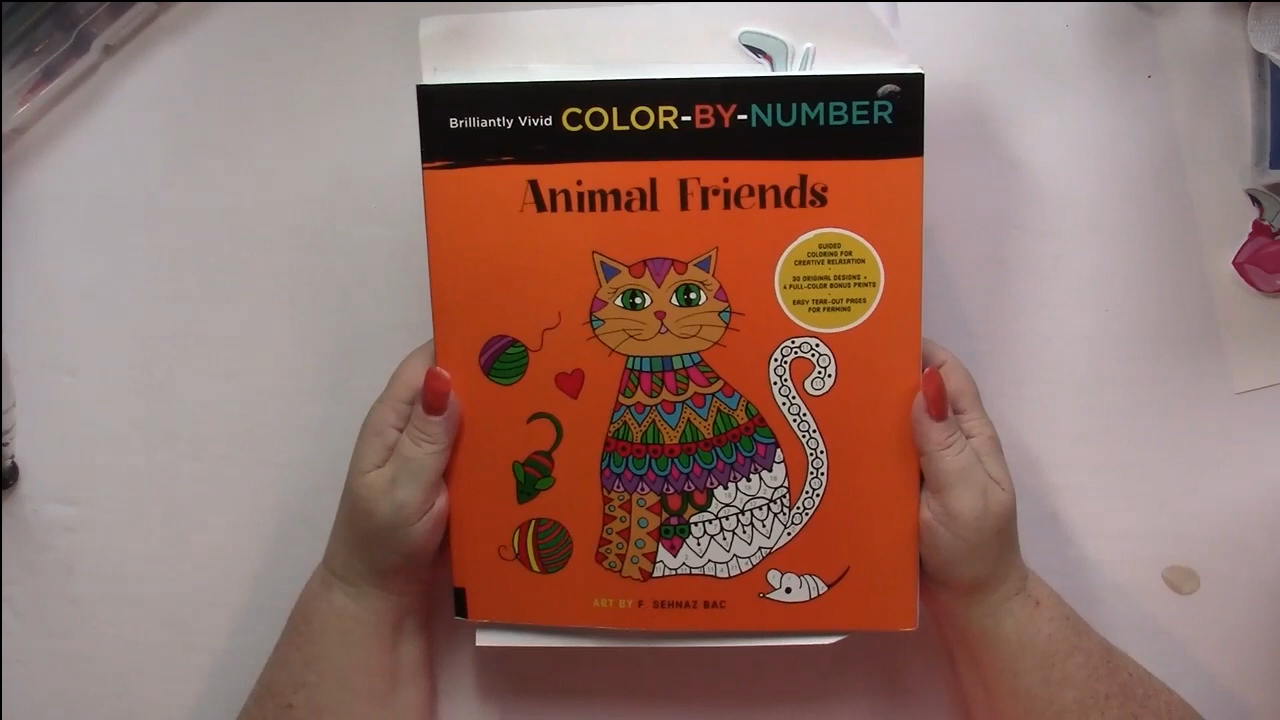 Brilliantly Vivid COLOR-BY-NUMBER
Animal Friends
GUIDED
COLORING FOR
CREATIVE RELAXATION
30 ORIGINAL DESIGNS +
4 FULL-COLOR BONUS PRINTS
EASY TEAR-OUT PAGES
FOR FRAMING
ART BY F. SEHNAZ BAC